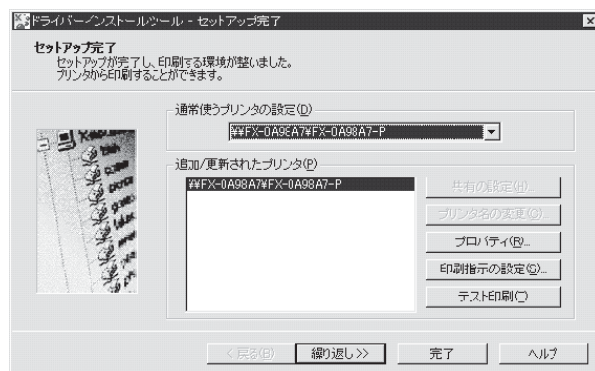 ドライバーインストールツール - セットアップ完了
セットアップ完了
セットアップが完了し、印刷する環境が整いました。
プリンタから印刷することができます。
通常使うプリンタの設定(D)
¥¥FX-0A98A7¥FX-0A98A7-P
追加/更新されたプリンタ(P)
¥¥FX-0A98A7¥FX-0A98A7-P
共有の設定(H)...
プリンタ名の変更(O)...
プロパティ(R)...
印刷指示の設定(G)...
テスト印刷(T)
< 戻る(B)
繰り返し >>
完了
ヘルプ